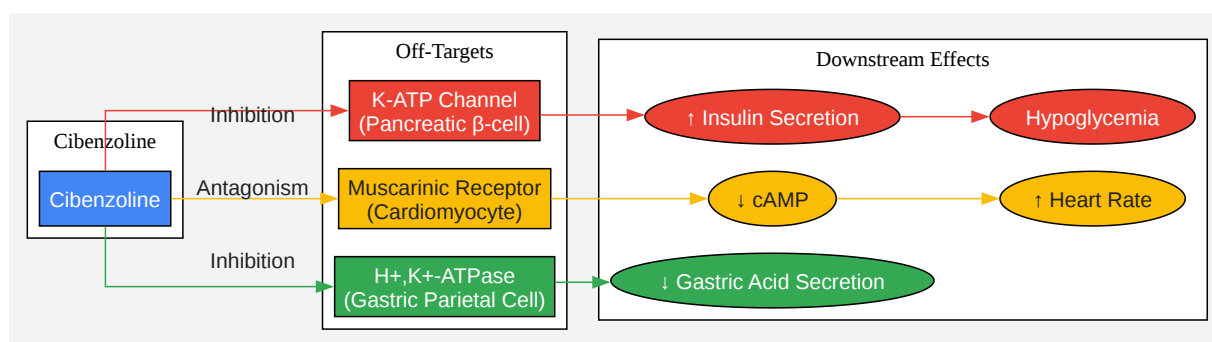 Cibenzoline
Cibenzoline
Inhibition
Antagonism
Inhibition
Off-Targets
K-ATP Channel
(Pancreatic β-cell)
Muscarinic Receptor
(Cardiomyocyte)
H+,K+-ATPase
(Gastric Parietal Cell)
Downstream Effects
↑ Insulin Secretion
Hypoglycemia
↓ cAMP
↑ Heart Rate
↓ Gastric Acid Secretion